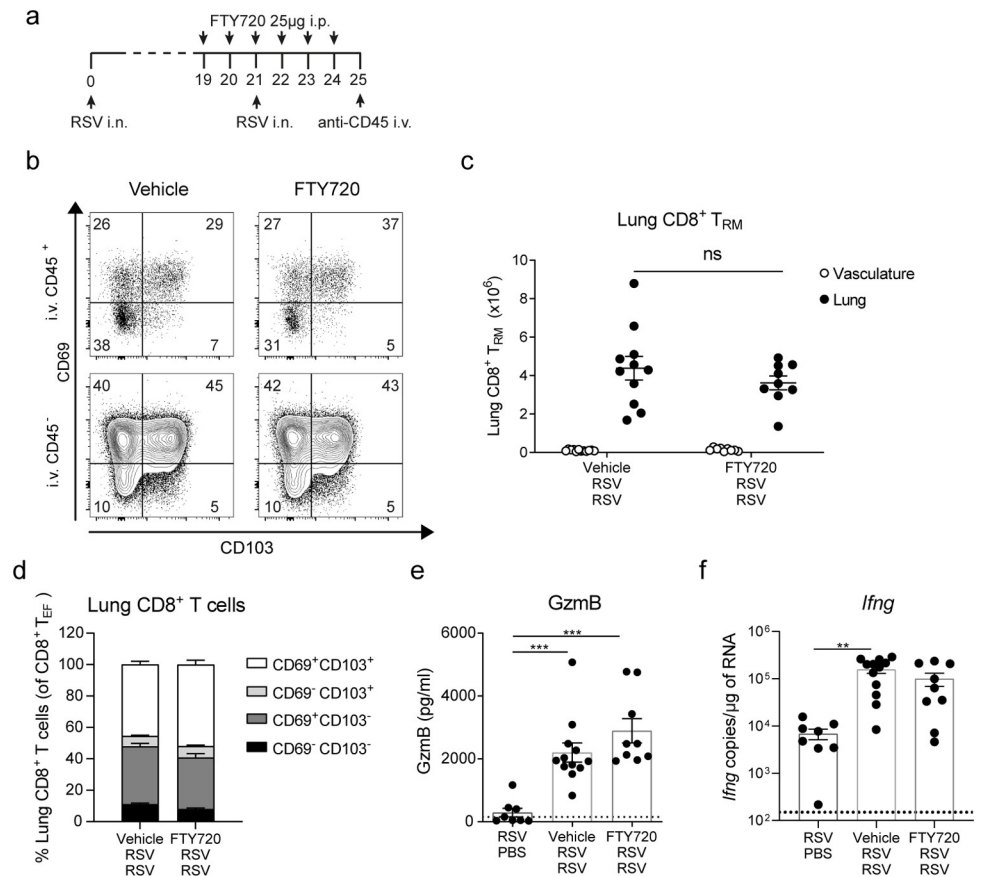 a
FTY720 25µg i.p.
0
19 20 21 22 23 24 25
RSV i.n.
RSV i.n.
anti-CD45 i.v.
b
Vehicle
FTY720
i.v. CD45 +
26 29
38 7
27 37
31 5
CD69
i.v. CD45-
40 45
10 5
42 43
10 5
CD103
c
Lung CD8+ TRM
ns
Vasculature
Lung
Lung CD8+ TRM (x106)
10
8
6
4
2
0
Vehicle
RSV
RSV
FTY720
RSV
RSV
d
Lung CD8+ T cells
% Lung CD8+ T cells (of CD8+ TEF)
120
100
80
60
40
20
0
CD69+CD103+
CD69- CD103+
CD69+CD103-
CD69- CD103-
Vehicle
RSV
RSV
FTY720
RSV
RSV
e
GzmB
GzmB (pg/ml)
6000
4000
2000
0
***
***
RSV
PBS
Vehicle
RSV
RSV
FTY720
RSV
RSV
f
Ifng
Ifng copies/µg of RNA
106
105
104
103
102
**
RSV
PBS
Vehicle
RSV
RSV
FTY720
RSV
RSV